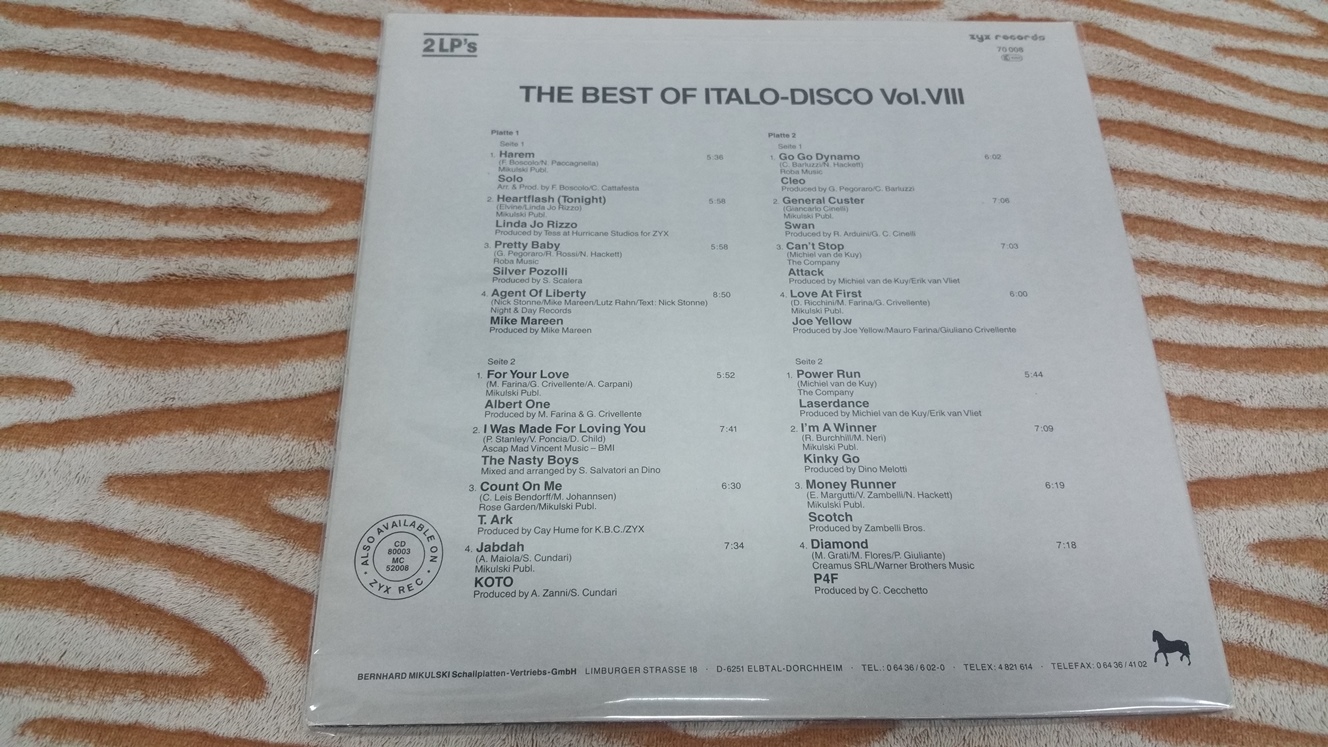 2 LP's
zyx records
70 008
THE BEST OF ITALO-DISCO Vol.VIII
Platte 1
Seite 1
1. Harem 5:36
(F. Boscolo/N. Paccagnella)
Mikulski Publ.
Solo
Arr. & Prod. by F. Boscolo/C. Cattafesta
2. Heartflash (Tonight) 5:58
(Elvine/Linda Jo Rizzo)
Mikulski Publ.
Linda Jo Rizzo
Produced by Tess at Hurricane Studios for ZYX
3. Pretty Baby 5:58
(G. Pegoraro/R. Rossi/N. Hackett)
Roba Music
Silver Pozolli
Produced by S. Scalera
4. Agent Of Liberty 8:50
(Nick Stonne/Mike Mareen/Lutz Rahn/Text: Nick Stonne)
Night & Day Records
Mike Mareen
Produced by Mike Mareen
Seite 2
1. For Your Love 5:52
(M. Farina/G. Crivellente/A. Carpani)
Mikulski Publ.
Albert One
Produced by M. Farina & G. Crivellente
2. I Was Made For Loving You 7:41
(P. Stanley/V. Poncia/D. Child)
Ascap Mad Vincent Music – BMI
The Nasty Boys
Mixed and arranged by S. Salvatori an Dino
3. Count On Me 6:30
(C. Leis Bendorff/M. Johannsen)
Rose Garden/Mikulski Publ.
T. Ark
Produced by Cay Hume for K.B.C./ZYX
4. Jabdah 7:34
(A. Maiola/S. Cundari)
Mikulski Publ.
KOTO
Produced by A. Zanni/S. Cundari
Platte 2
Seite 1
1. Go Go Dynamo 6:02
(C. Barluzzi/N. Hackett)
Roba Music
Cleo
Produced by G. Pegoraro/C. Barluzzi
2. General Custer 7:06
(Giancarlo Cinelli)
Mikulski Publ.
Swan
Produced by R. Arduini/G. C. Cinelli
3. Can't Stop 7:03
(Michiel van de Kuy)
The Company
Attack
Produced by Michiel van de Kuy/Erik van Vliet
4. Love At First 6:00
(D. Ricchini/M. Farina/G. Crivellente)
Mikulski Publ.
Joe Yellow
Produced by Joe Yellow/Mauro Farina/Giuliano Crivellente
Seite 2
1. Power Run 5:44
(Michiel van de Kuy)
The Company
Laserdance
Produced by Michiel van de Kuy/Erik van Vliet
2. I'm A Winner 7:09
(R. Burchhill/M. Neri)
Mikulski Publ.
Kinky Go
Produced by Dino Melotti
3. Money Runner 6:19
(E. Margutti/V. Zambelli/N. Hackett)
Mikulski Publ.
Scotch
Produced by Zambelli Bros.
4. Diamond 7:18
(M. Grati/M. Flores/P. Giuliante)
Creamus SRL/Warner Brothers Music
P4F
Produced by C. Cecchetto
• ALSO AVAILABLE ON •
CD
80003
MC
52008
ZYX REC
BERNHARD MIKULSKI Schallplatten-Vertriebs-GmbH LIMBURGER STRASSE 18 · D-6251 ELBTAL-DORCHHEIM · TEL.: 0 64 36 / 6 02-0 · TELEX: 4 821 614 · TELEFAX: 0 64 36 / 41 02